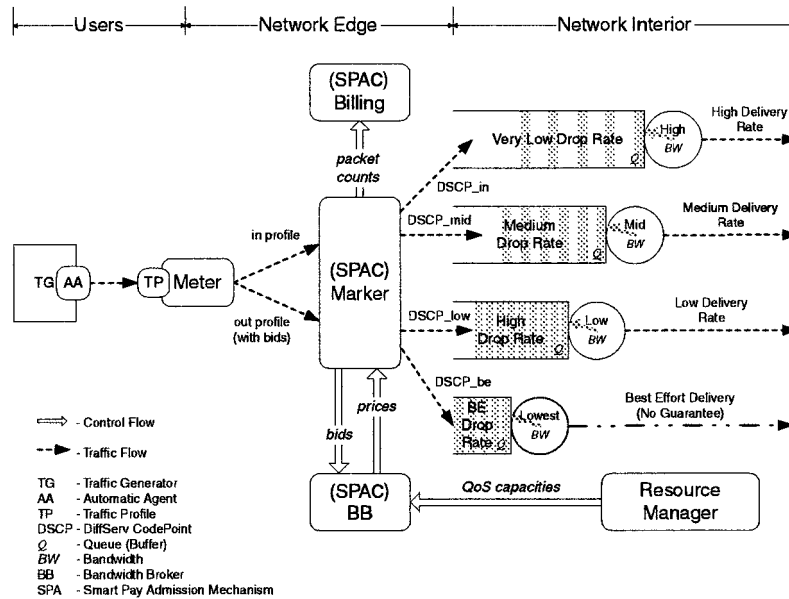 Users
Network Edge
Network Interior
(SPAC)
Billing
packet
counts
Very Low Drop Rate
Q
High
BW
High Delivery
Rate
DSCP_in
DSCP_mid
Medium
Drop Rate
Q
Mid
BW
Medium Delivery
Rate
in profile
TG
AA
TP
Meter
(SPAC)
Marker
out profile
(with bids)
DSCP_low
High
Drop Rate
Q
Low
BW
Low Delivery
Rate
DSCP_be
BE
Drop
Rate
Q
Lowest
BW
Best Effort Delivery
(No Guarantee)
bids
prices
(SPAC)
BB
QoS capacities
Resource
Manager
- Control Flow
- Traffic Flow
TG - Traffic Generator
AA - Automatic Agent
TP - Traffic Profile
DSCP - DiffServ CodePoint
Q - Queue (Buffer)
BW - Bandwidth
BB - Bandwidth Broker
SPA - Smart Pay Admission Mechanism